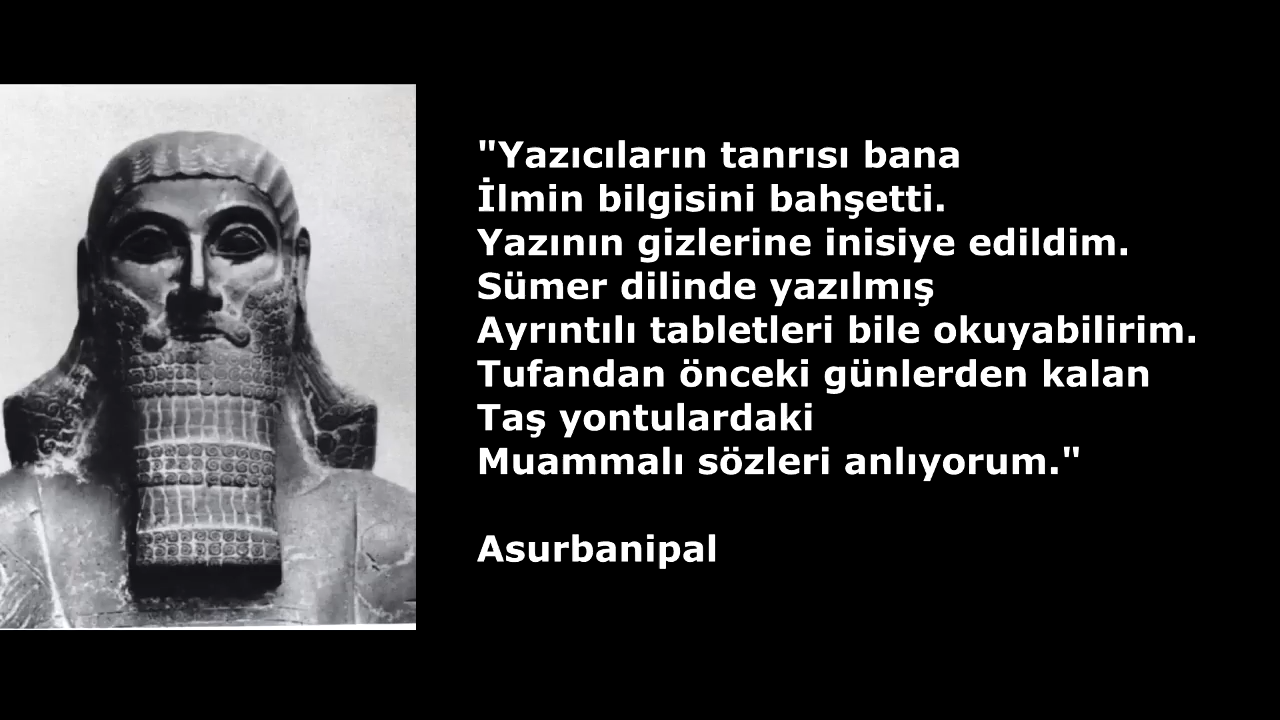 "Yazıcıların tanrısı bana
İlmin bilgisini bahşetti.
Yazının gizlerine inisiye edildim.
Sümer dilinde yazılmış
Ayrıntılı tabletleri bile okuyabilirim.
Tufandan önceki günlerden kalan
Taş yontulardaki
Muammalı sözleri anlıyorum."
Asurbanipal